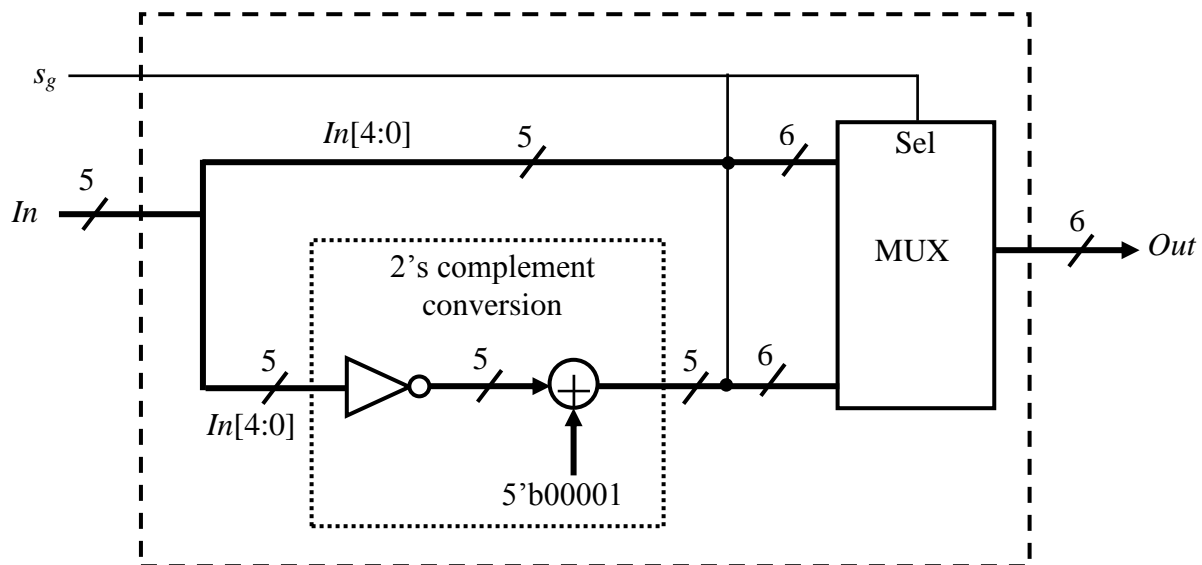 s_g
In[4:0]
5
6
Sel
5
In
6
MUX
Out
2’s complement
conversion
5
5
5
6
In[4:0]
5’b00001